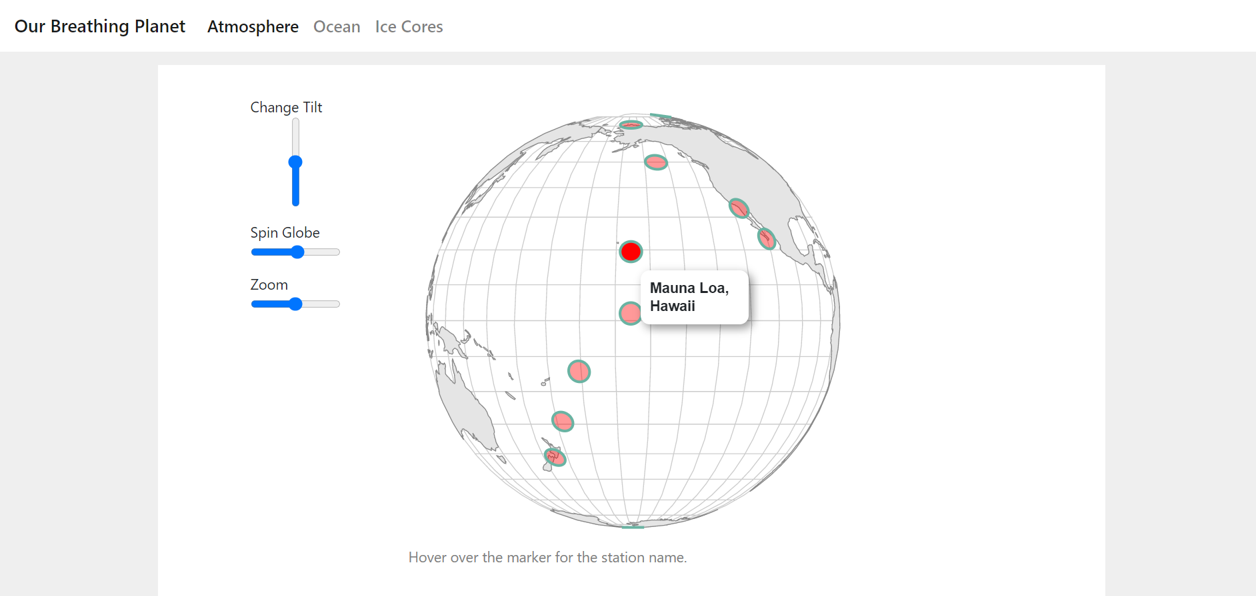 Our Breathing Planet Atmosphere Ocean Ice Cores
Change Tilt
Spin Globe
Zoom
Mauna Loa,
Hawaii
Hover over the marker for the station name.